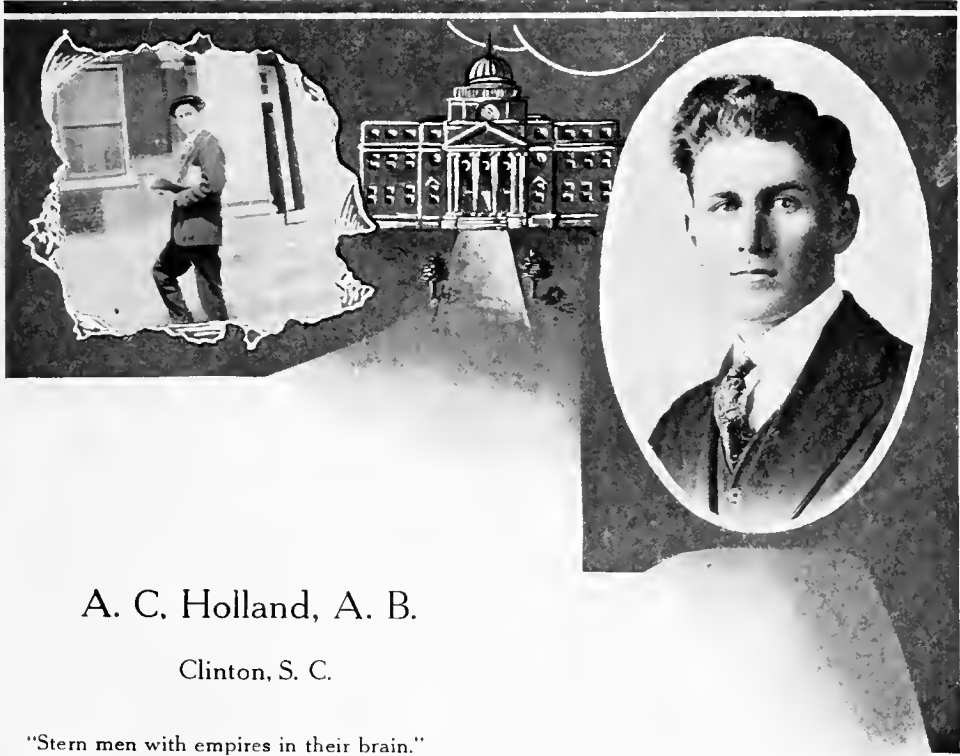 A. C. Holland, A. B.
Clinton, S. C.
"Stern men with empires in their brain."